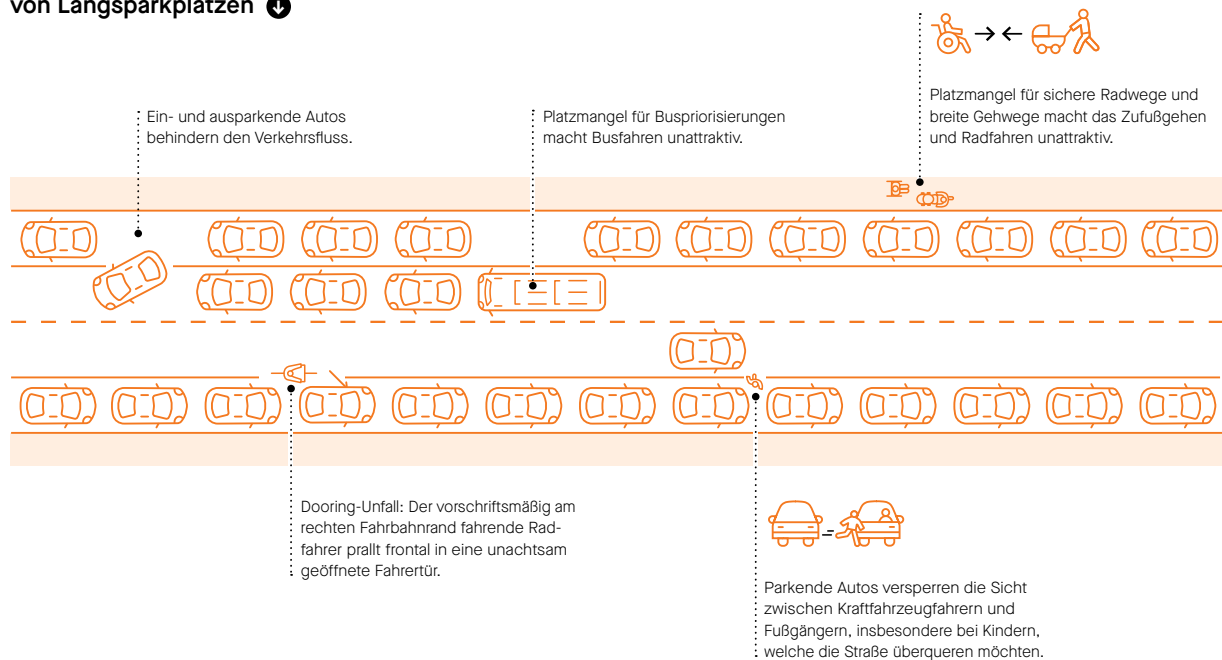 von Längsparkplätzen
Platzmangel für sichere Radwege und
breite Gehwege macht das Zufußgehen
und Radfahren unattraktiv.
Ein- und ausparkende Autos
behindern den Verkehrsfluss.
Platzmangel für Buspriorisierungen
macht Busfahren unattraktiv.
Dooring-Unfall: Der vorschriftsmäßig am
rechten Fahrbahnrand fahrende Rad-
fahrer prallt frontal in eine unachtsam
geöffnete Fahrertür.
Parkende Autos versperren die Sicht
zwischen Kraftfahrzeugfahrern und
Fußgängern, insbesondere bei Kindern,
welche die Straße überqueren möchten.